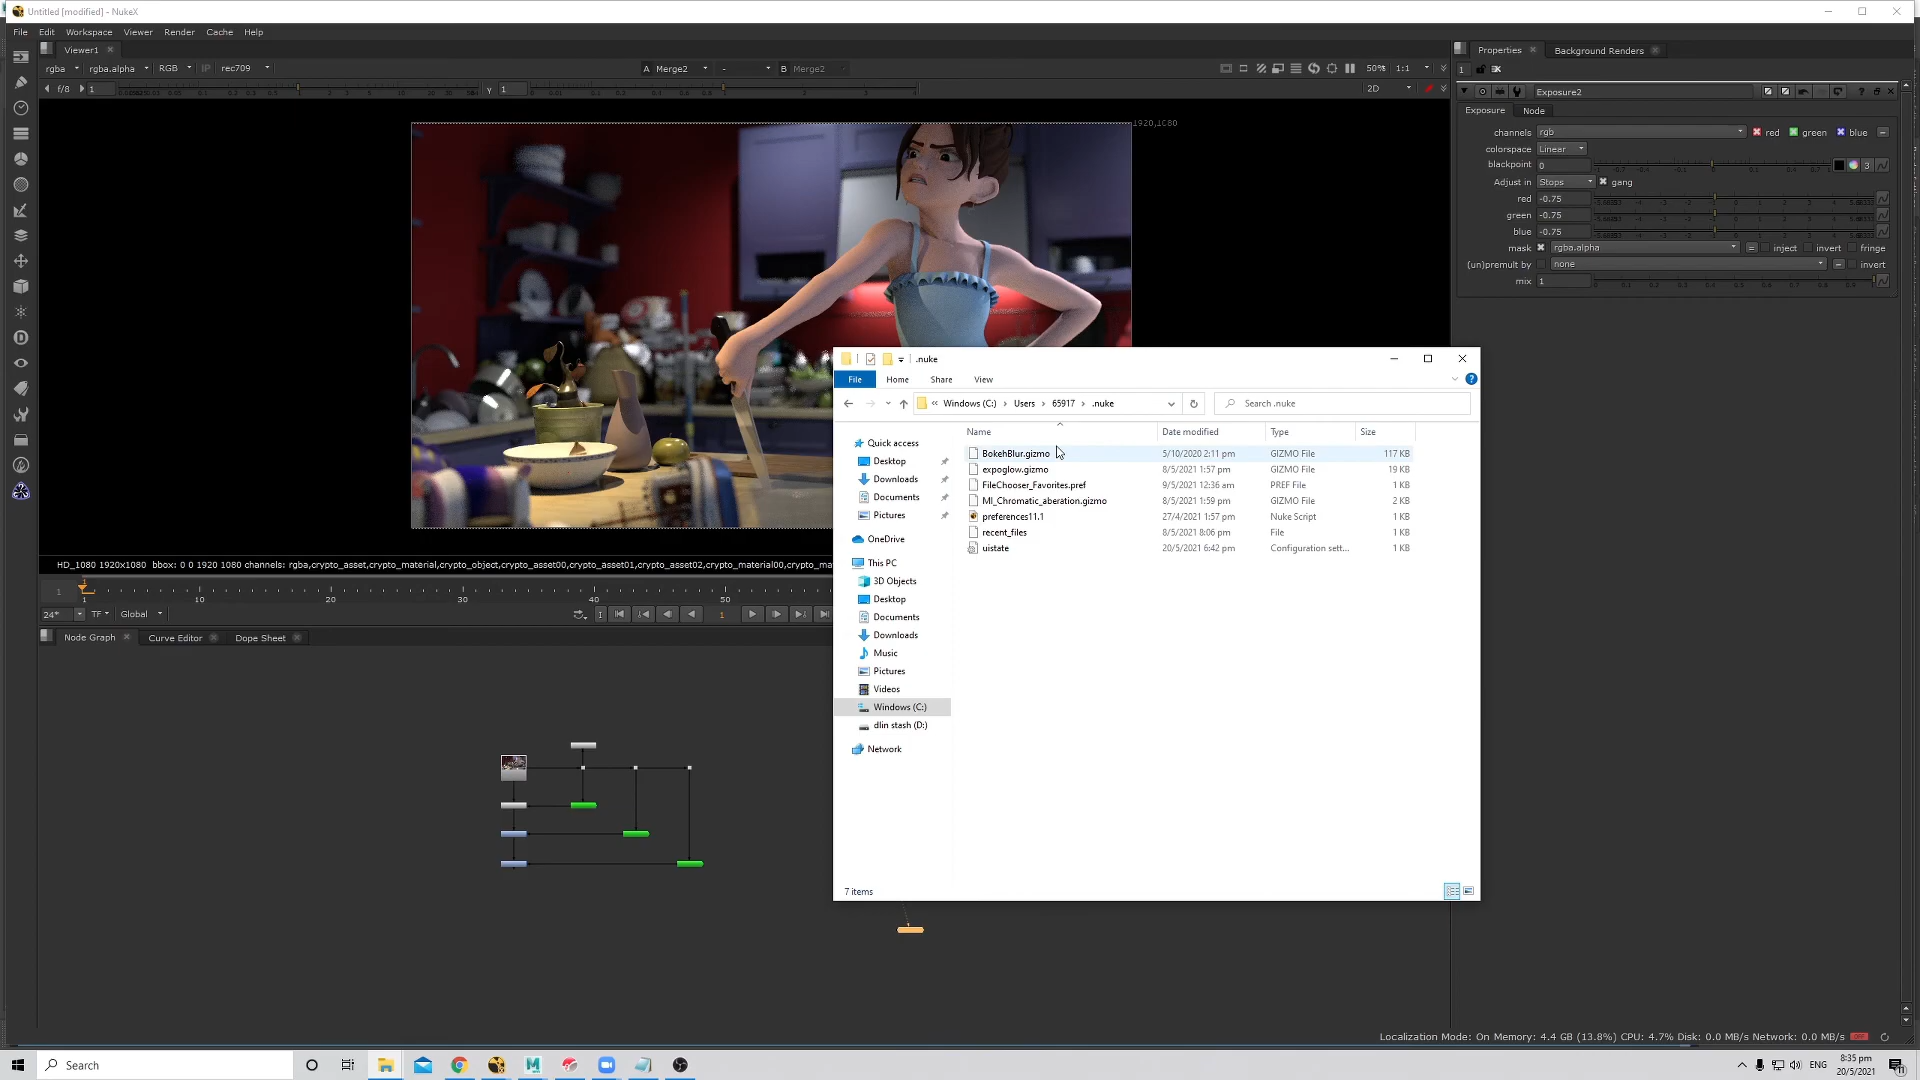 Untitled [modified] - NukeX
File Edit Workspace Viewer Render Cache Help
Viewer1
rgba rgba.alpha RGB IP rec709 A Merge2 - B Merge2 50% 1:1
f/8 1 γ 1 2D
1920,1080
Properties Background Renders
1
Exposure2
Exposure Node
channels rgb red green blue
colorspace Linear
blackpoint 0 3
Adjust in Stops gang
red -0.75
green -0.75
blue -0.75
mask rgba.alpha inject invert fringe
(un)premult by none invert
mix 1
HD_1080 1920x1080 bbox: 0 0 1920 1080 channels: rgba,crypto_asset,crypto_material,crypto_object,crypto_asset00,crypto_asset01,crypto_asset02,crypto_material00,crypto_ma
1 1 10 20 30 40 50
24* TF Global 1
Node Graph Curve Editor Dope Sheet
.nuke
File Home Share View
« Windows (C:) › Users › 65917 › .nuke
Search .nuke
Name Date modified Type Size
BokehBlur.gizmo 5/10/2020 2:11 pm GIZMO File 117 KB
expoglow.gizmo 8/5/2021 1:57 pm GIZMO File 19 KB
FileChooser_Favorites.pref 9/5/2021 12:36 am PREF File 1 KB
MI_Chromatic_aberation.gizmo 8/5/2021 1:59 pm GIZMO File 2 KB
preferences11.1 27/4/2021 1:57 pm Nuke Script 1 KB
recent_files 8/5/2021 8:06 pm File 1 KB
uistate 20/5/2021 6:42 pm Configuration sett... 1 KB
Quick access
Desktop
Downloads
Documents
Pictures
OneDrive
This PC
3D Objects
Desktop
Documents
Downloads
Music
Pictures
Videos
Windows (C:)
dlin stash (D:)
Network
7 items
Localization Mode: On Memory: 4.4 GB (13.8%) CPU: 4.7% Disk: 0.0 MB/s Network: 0.0 MB/s
Search
ENG
8:35 pm
20/5/2021